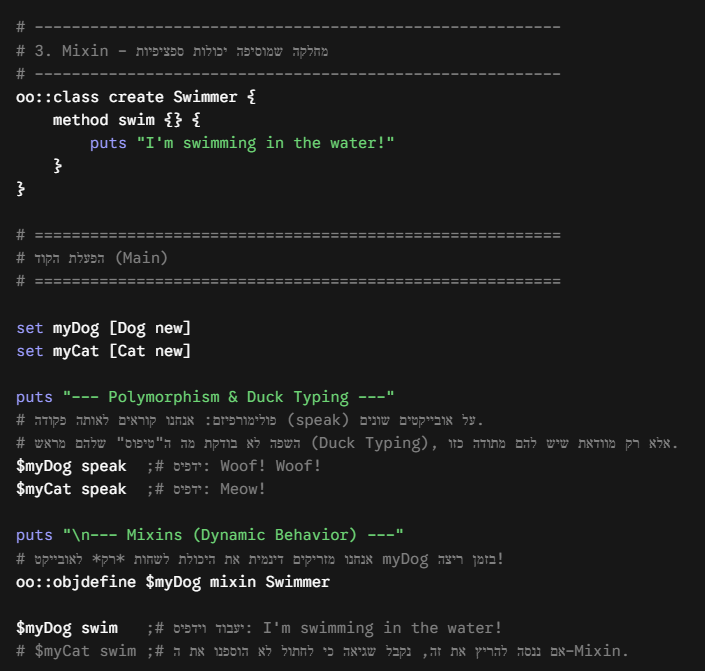 # ---------------------------------------------------------
# 3. Mixin - מחלקה שמוסיפה יכולות ספציפיות
# ---------------------------------------------------------
oo::class create Swimmer {
    method swim {} {
        puts "I'm swimming in the water!"
    }
}

# =========================================================
# הפעלת הקוד (Main)
# =========================================================

set myDog [Dog new]
set myCat [Cat new]

puts "--- Polymorphism & Duck Typing ---"
# פולימורפיזם: אנחנו קוראים לאותה פקודה (speak) על אובייקטים שונים.
# השפה לא בודקת מה ה"טיפוס" שלהם מראש (Duck Typing), אלא רק מוודאת שיש להם מתודה כזו.
$myDog speak  ;# ידפיס: Woof! Woof!
$myCat speak  ;# ידפיס: Meow!

puts "\n--- Mixins (Dynamic Behavior) ---"
# אנחנו מזריקים דינמית את היכולת לשחות *רק* לאובייקט myDog בזמן ריצה!
oo::objdefine $myDog mixin Swimmer

$myDog swim   ;# יעבוד וידפיס: I'm swimming in the water!
# $myCat swim ;# אם ננסה להריץ את זה, נקבל שגיאה כי לחתול לא הוספנו את ה-Mixin.